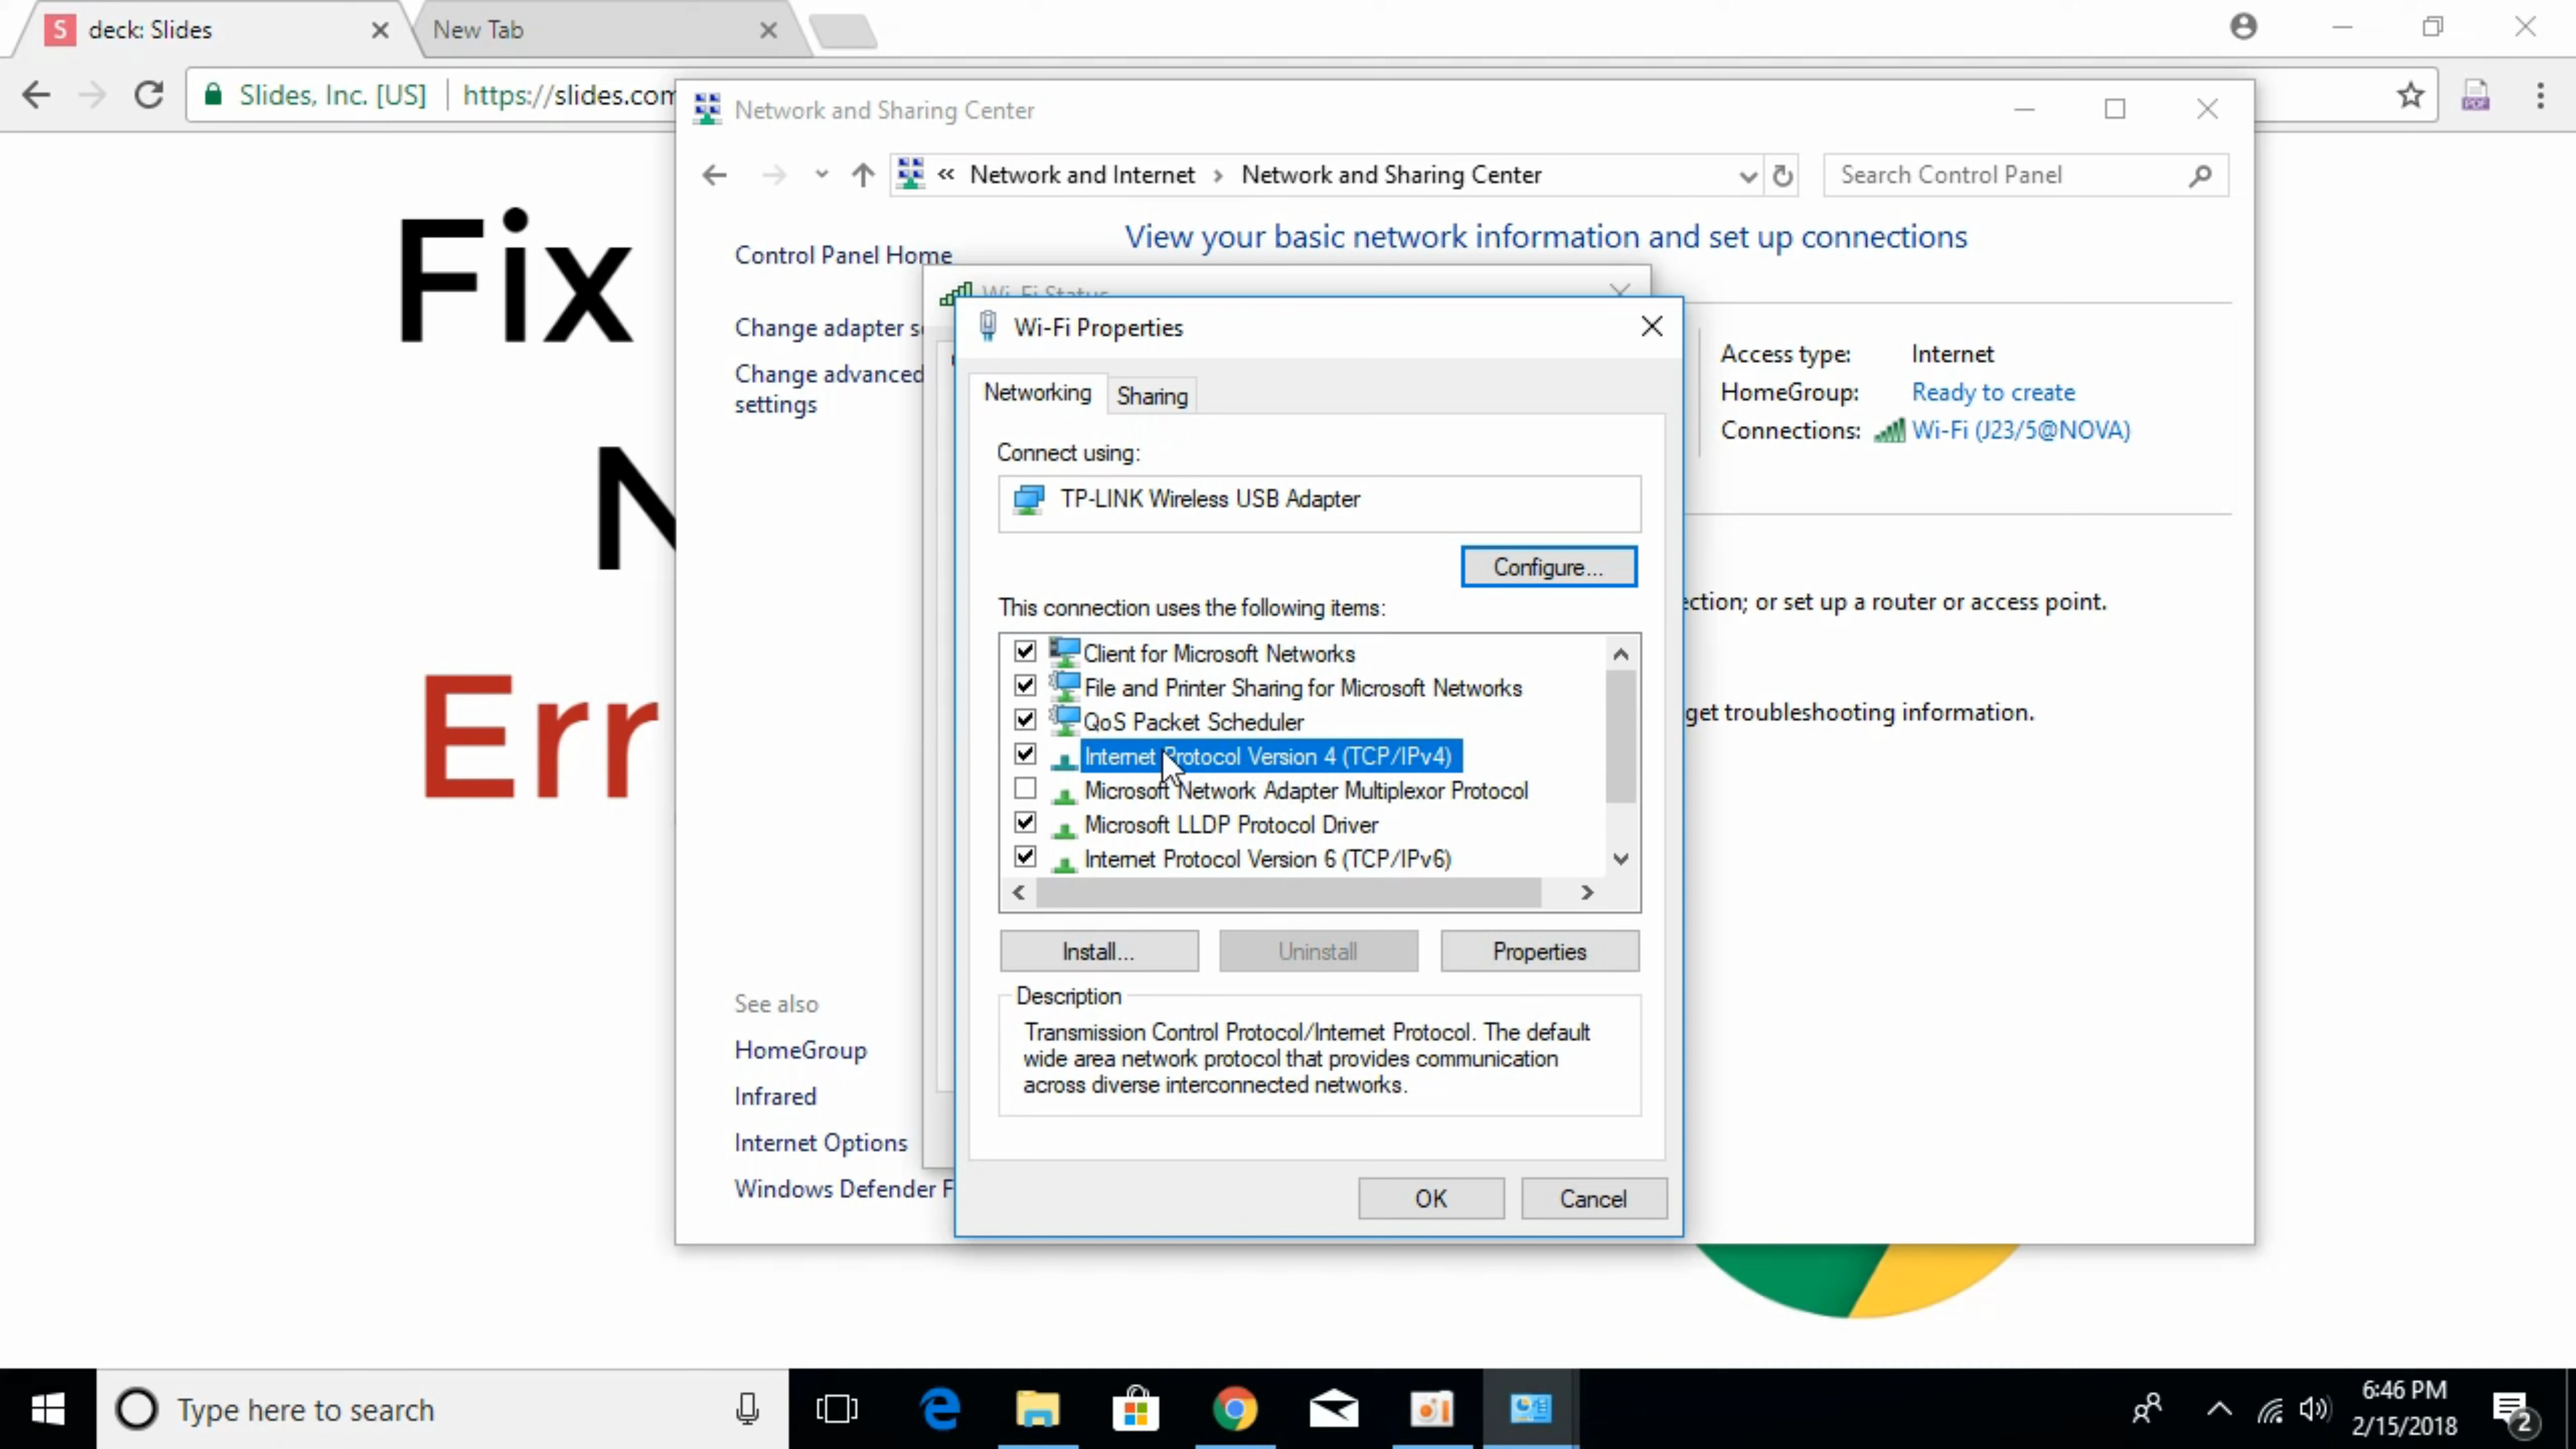 S deck: Slides
New Tab
Slides, Inc. [US] https://slides.com
PDF
Fix
N
Err
Network and Sharing Center
« Network and Internet › Network and Sharing Center
Search Control Panel
Control Panel Home
Change adapter
Change advanced
settings
View your basic network information and set up connections
Access type: Internet
HomeGroup: Ready to create
Connections: Wi-Fi (J23/5@NOVA)
or set up a router or access point.
get troubleshooting information.
See also
HomeGroup
Infrared
Internet Options
Windows Defender F
Wi-Fi Status
Wi-Fi Properties
Networking
Sharing
Connect using:
TP-LINK Wireless USB Adapter
Configure...
This connection uses the following items:
Client for Microsoft Networks
File and Printer Sharing for Microsoft Networks
QoS Packet Scheduler
Internet Protocol Version 4 (TCP/IPv4)
Microsoft Network Adapter Multiplexor Protocol
Microsoft LLDP Protocol Driver
Internet Protocol Version 6 (TCP/IPv6)
Install...
Uninstall
Properties
Description
Transmission Control Protocol/Internet Protocol. The default
wide area network protocol that provides communication
across diverse interconnected networks.
OK
Cancel
Type here to search
6:46 PM
2/15/2018
2